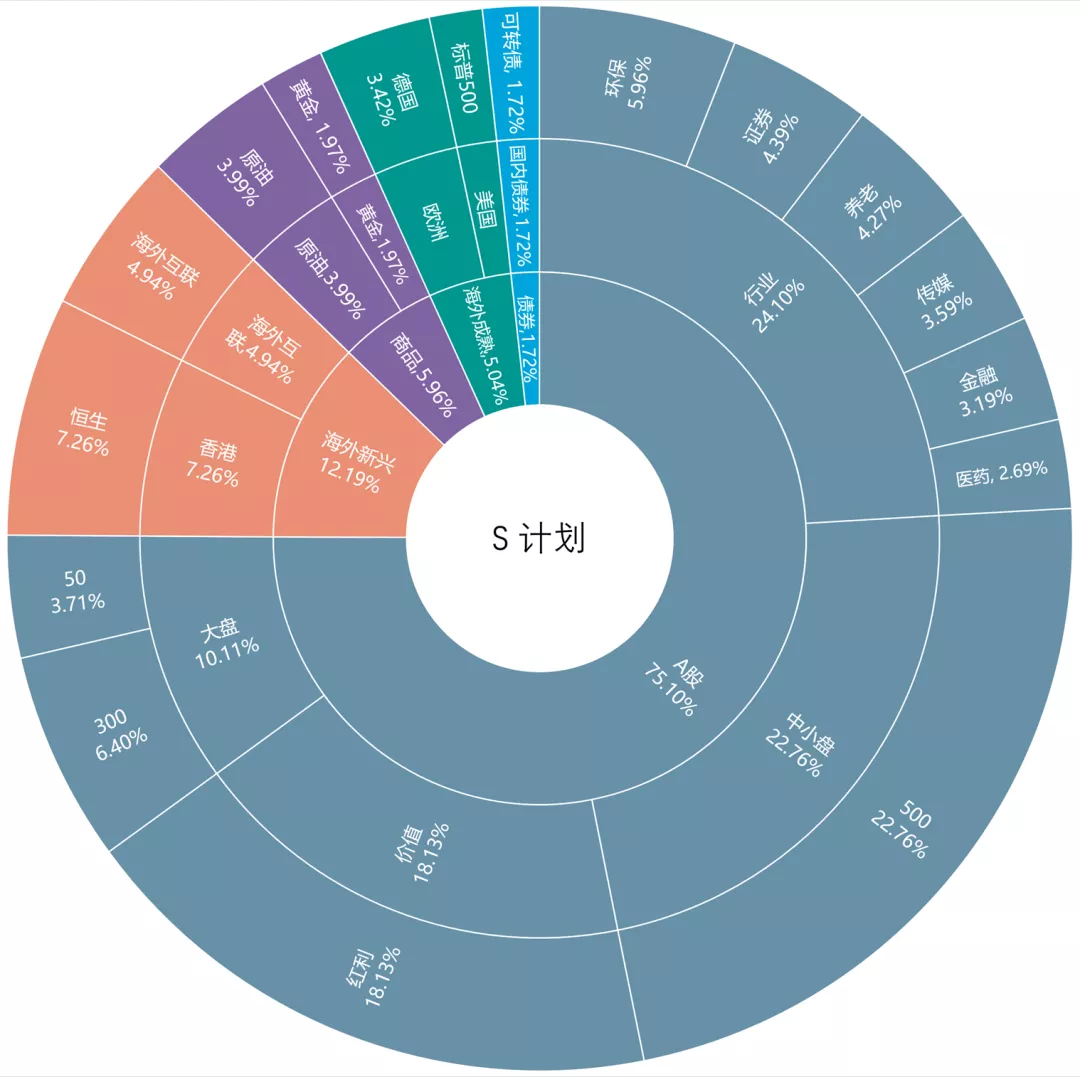 S 计划
A股
75.10%
行业
24.10%
环保
5.96%
证券
4.39%
养老
4.27%
传媒
3.59%
金融
3.19%
医药, 2.69%
中小盘
22.76%
500
22.76%
价值
18.13%
红利
18.13%
大盘
10.11%
300
6.40%
50
3.71%
海外新兴
12.19%
香港
7.26%
恒生
7.26%
海外互
联,4.94%
海外互联
4.94%
商品,5.96%
原油,3.99%
原油
3.99%
黄金,1.97%
黄金, 1.97%
海外成熟,5.04%
欧洲
德国
3.42%
美国
标普500
债券,1.72%
国内债券,1.72%
可转债, 1.72%